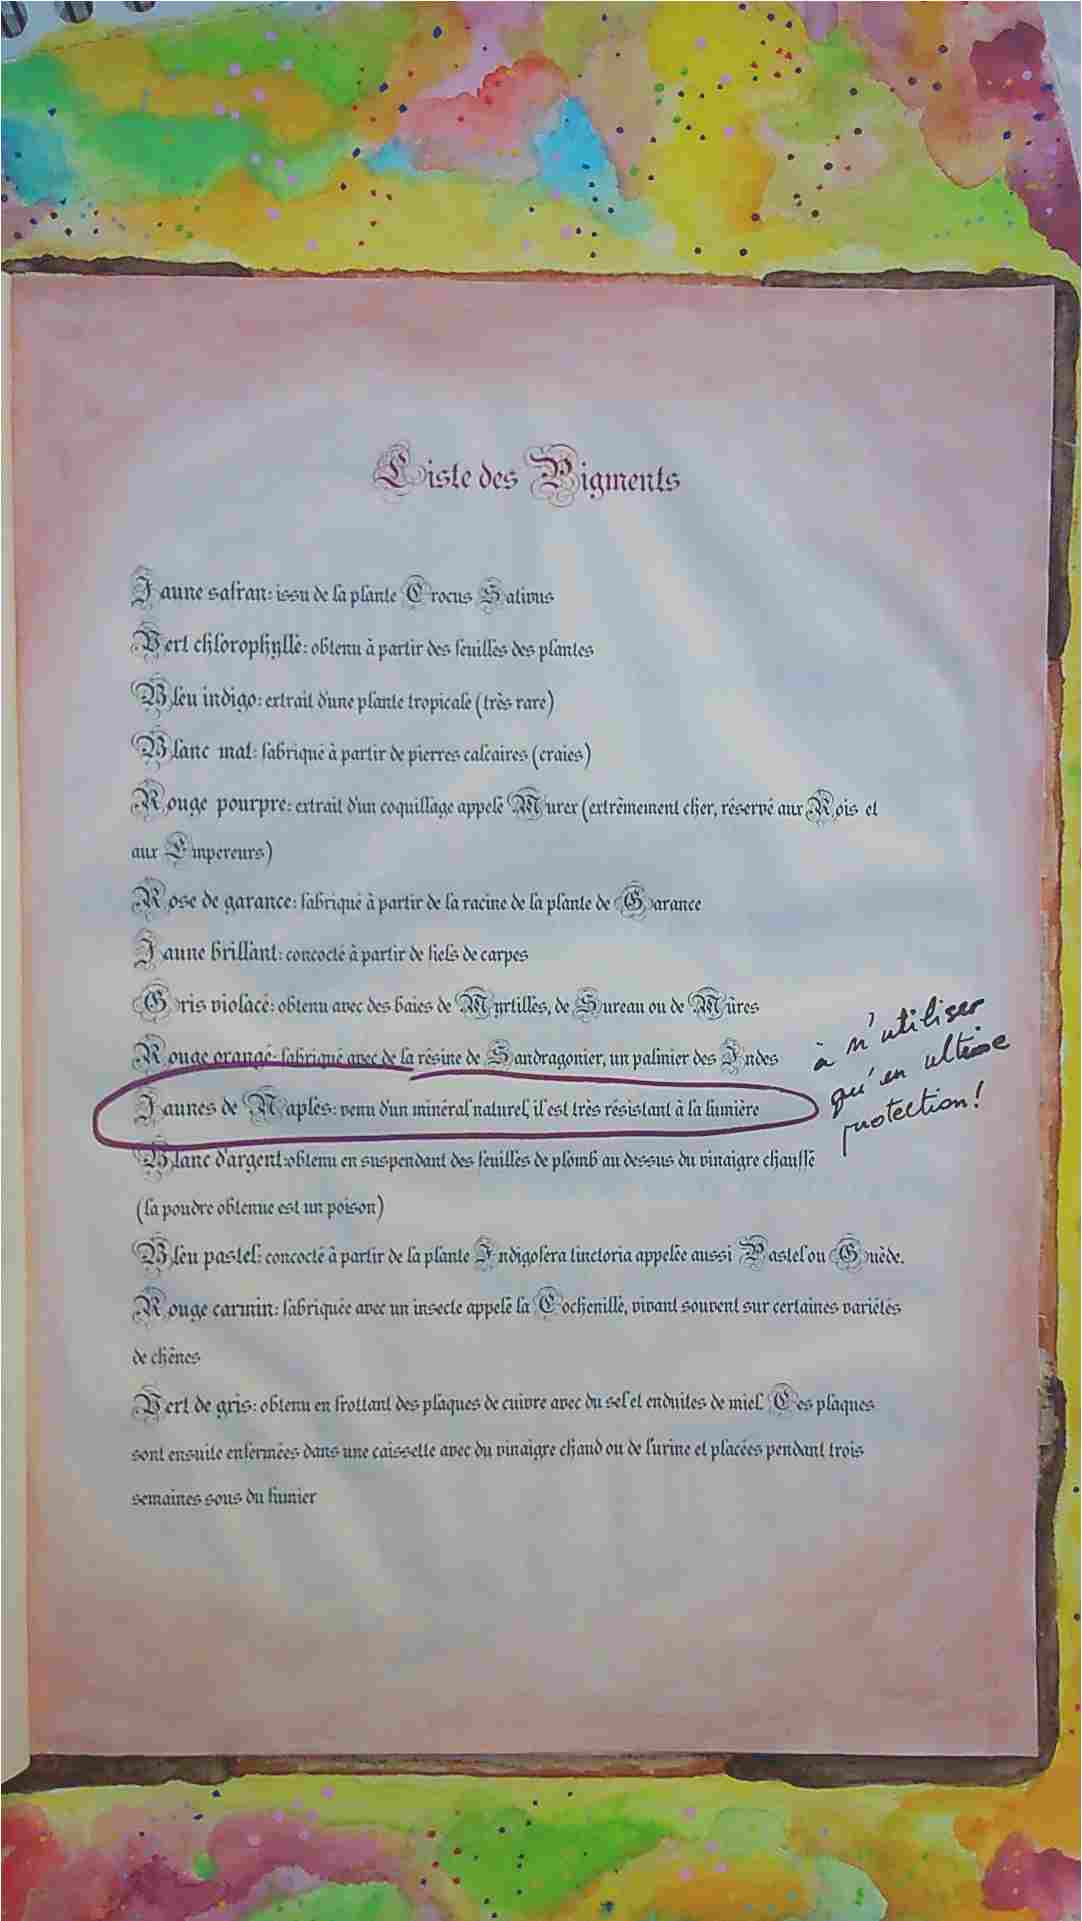 Liste des Pigments
Jaune safran: issu de la plante Crocus Sativus
Vert chlorophylle: obtenu à partir des feuilles des plantes
Bleu indigo: extrait d'une plante tropicale (très rare)
Blanc mat: fabriqué à partir de pierres calcaires (craies)
Rouge pourpre: extrait d'un coquillage appelé Murex (extrêmement cher, réservé aux Rois et
aux Empereurs)
Rose de garance: fabriqué à partir de la racine de la plante de Garance
Jaune brillant: concocté à partir de fiels de carpes
Gris violacé: obtenu avec des baies de Myrtilles, de Sureau ou de Mûres
Rouge orangé: fabriqué avec de la résine de Sandragonier, un palmier des Indes
Jaunes de Naples: venu d'un minéral naturel, il est très résistant à la lumière
à n'utiliser
qu'en ultime
protection!
Blanc d'argent:obtenu en suspendant des feuilles de plomb au dessus du vinaigre chauffé
(la poudre obtenue est un poison)
Bleu pastel: concocté à partir de la plante Indigofera tinctoria appelée aussi Pastel ou Guède.
Rouge carmin: fabriquée avec un insecte appelé la Cochenille, vivant souvent sur certaines variétés
de chênes
Vert de gris: obtenu en frottant des plaques de cuivre avec du sel et enduites de miel. Ces plaques
sont ensuite enfermées dans une caissette avec du vinaigre chaud ou de l'urine et placées pendant trois
semaines sous du fumier